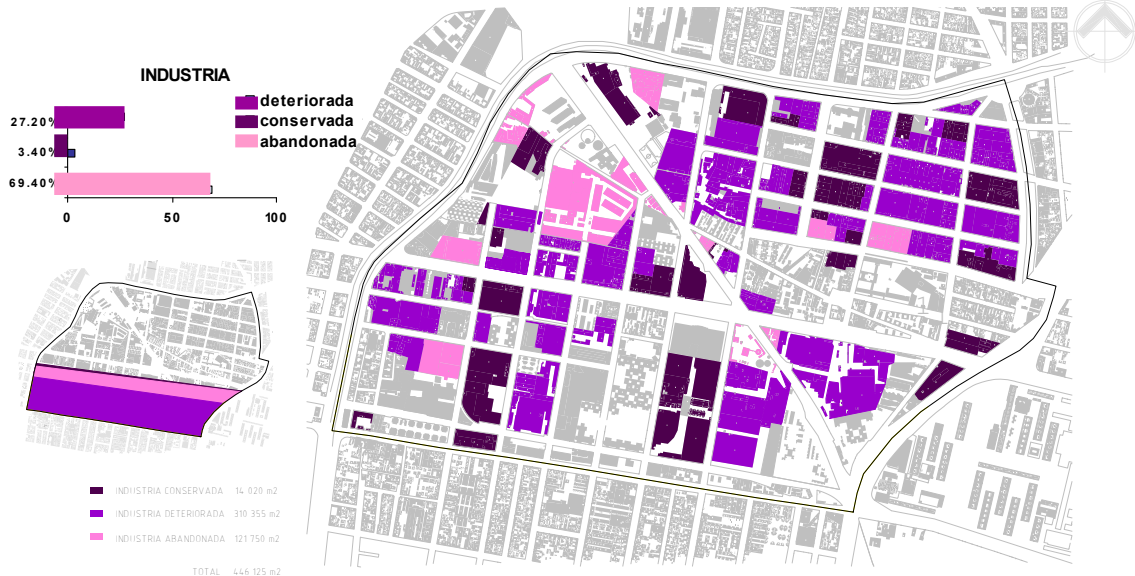 INDUSTRIA
deteriorada
conservada
abandonada
27.20%
3.40%
69.40%
0 50 100
INDUSTRIA CONSERVADA 14 020 m2
INDUSTRIA DETERIORADA 310 355 m2
INDUSTRIA ABANDONADA 121 750 m2
TOTAL 446 125 m2